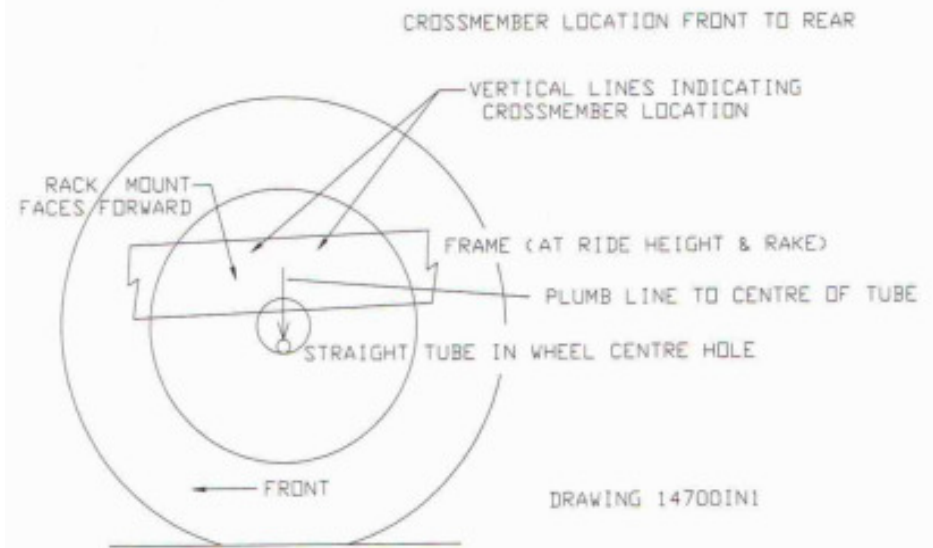 CROSSMEMBER LOCATION FRONT TO REAR
VERTICAL LINES INDICATING
CROSSMEMBER LOCATION
RACK MOUNT
FACES FORWARD
FRAME (AT RIDE HEIGHT & RAKE)
PLUMB LINE TO CENTRE OF TUBE
STRAIGHT TUBE IN WHEEL CENTRE HOLE
FRONT
DRAWING 14700IN1